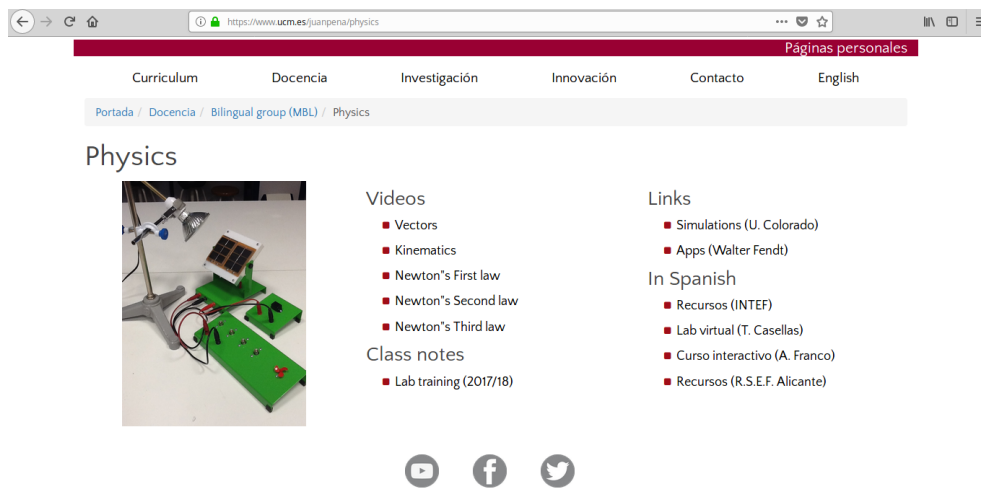 https://www.ucm.es/juanpena/physics
Páginas personales
Curriculum Docencia Investigación Innovación Contacto English
Portada / Docencia / Bilingual group (MBL) / Physics
Physics
Videos
Vectors
Kinematics
Newton"s First law
Newton"s Second law
Newton"s Third law
Class notes
Lab training (2017/18)
Links
Simulations (U. Colorado)
Apps (Walter Fendt)
In Spanish
Recursos (INTEF)
Lab virtual (T. Casellas)
Curso interactivo (A. Franco)
Recursos (R.S.E.F. Alicante)